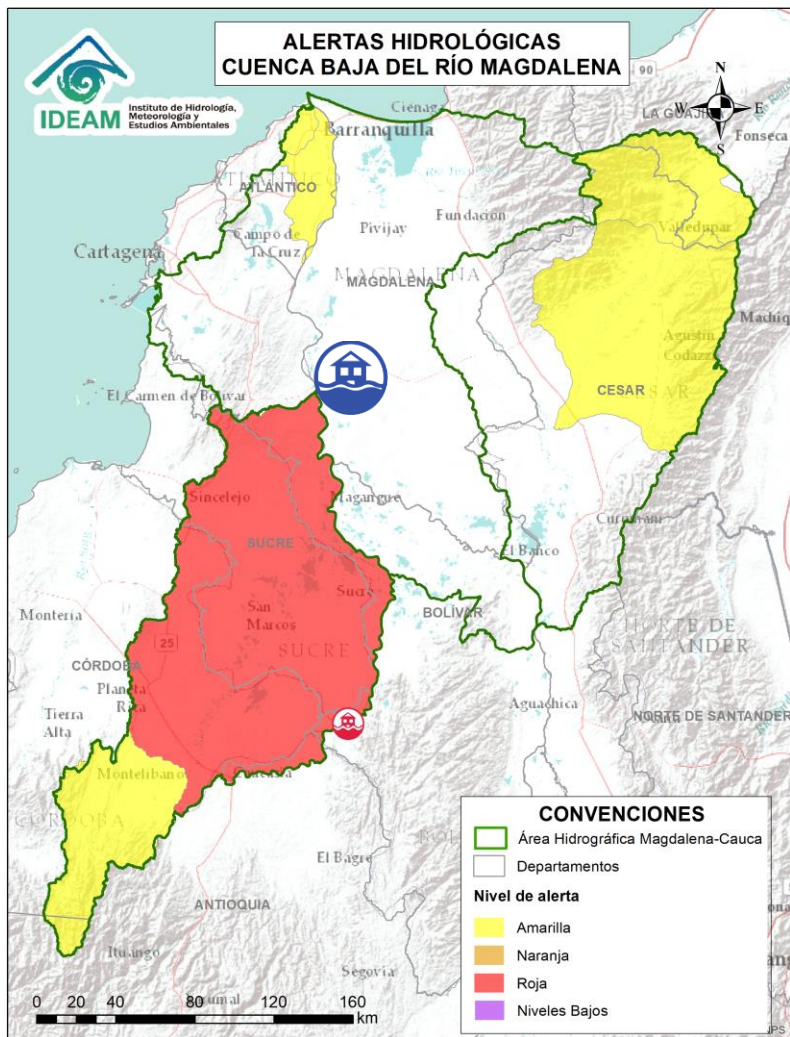 ALERTAS HIDROLÓGICAS
CUENCA BAJA DEL RÍO MAGDALENA
IDEAM
Instituto de Hidrología,
Meteorología y
Estudios Ambientales
N
W
E
S
90
LA GUAJIRA
Fonseca
Ciénaga
Barranquilla
ATLÁNTICO
Campo de
la Cruz
Cartagena
Pivijay
Fundación
MAGDALENA
MAGDALENA
Valledupar
Agustín
Codazzi
CESAR
El Carmen de Bolívar
Sincelejo
Magangué
SUCRE
Sucre
San
Marcos
SUCRE
El Banco
BOLÍVAR
Curumaní
NORTE DE
SANTANDER
Montería
25
CÓRDOBA
Planeta
Rica
Tierra
Alta
Montelíbano
CÓRDOBA
Aguachica
NORTE DE SANTANDER
El Bagre
ANTIOQUIA
Ituango
Segovia
CONVENCIONES
Área Hidrográfica Magdalena-Cauca
Departamentos
Nivel de alerta
Amarilla
Naranja
Roja
Niveles Bajos
0 20 40 80 120 160
km